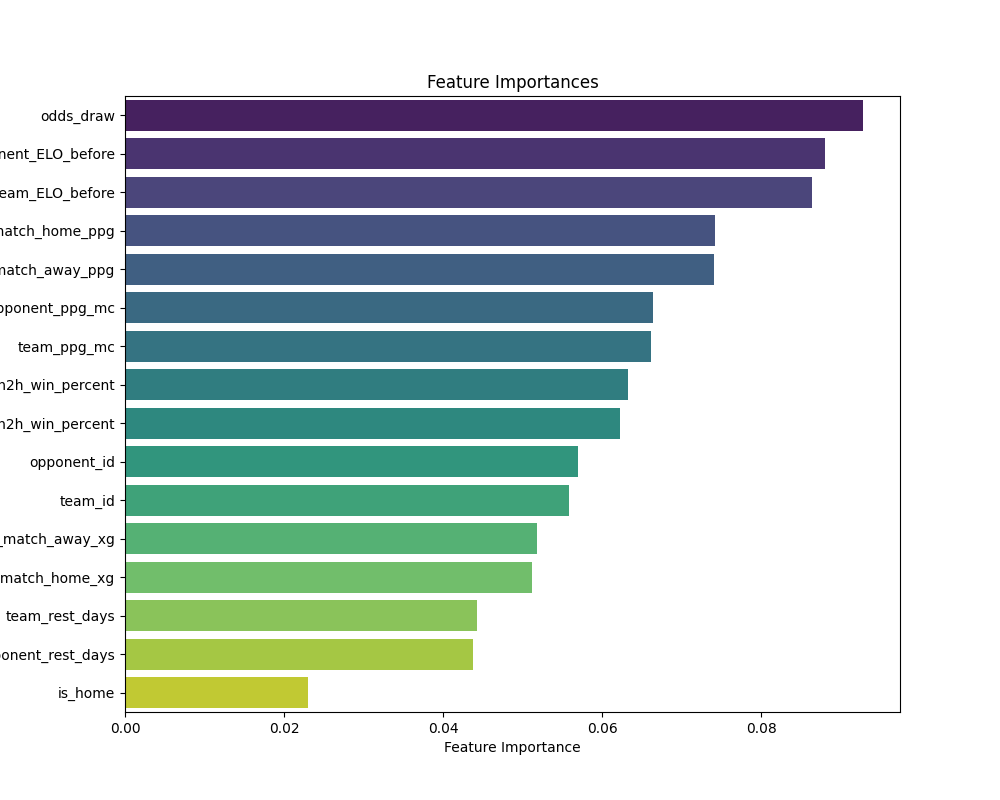 Feature Importances
odds_draw
nent_ELO_before
eam_ELO_before
match_home_ppg
match_away_ppg
pponent_ppg_mc
team_ppg_mc
h2h_win_percent
h2h_win_percent
opponent_id
team_id
_match_away_xg
match_home_xg
team_rest_days
ponent_rest_days
is_home
0.00 0.02 0.04 0.06 0.08
Feature Importance